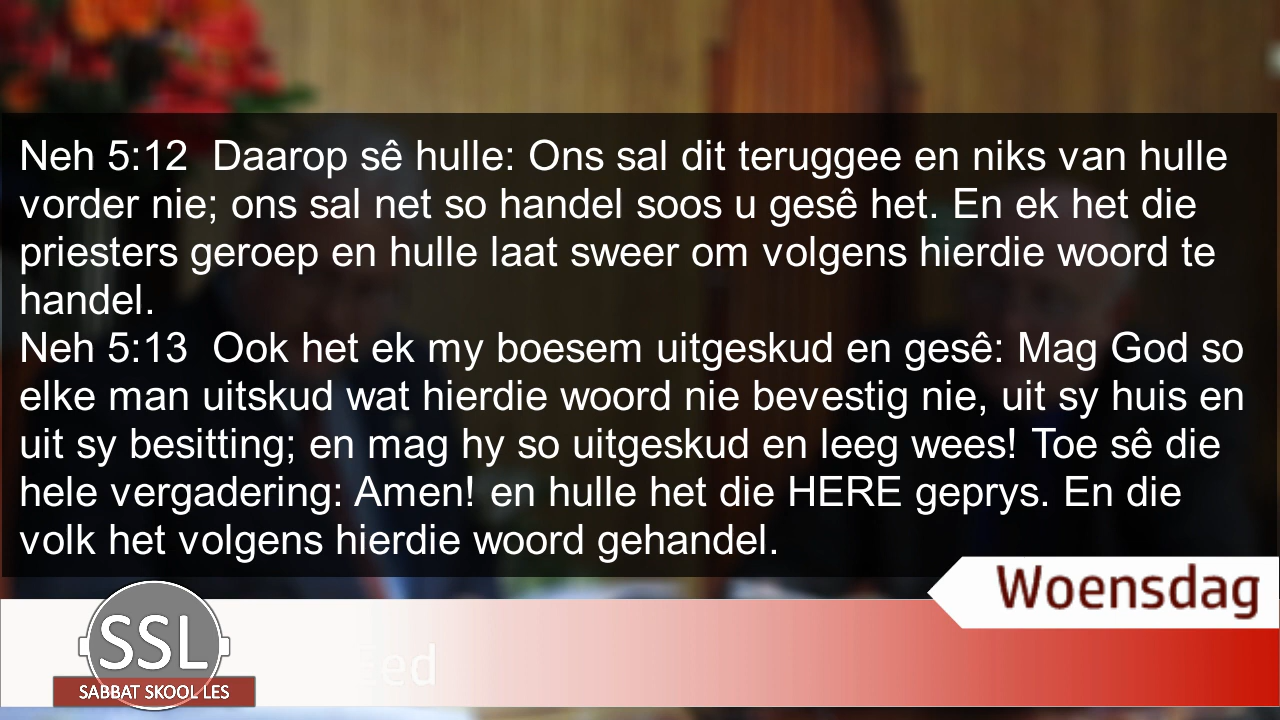 Neh 5:12  Daarop sê hulle: Ons sal dit teruggee en niks van hulle
vorder nie; ons sal net so handel soos u gesê het. En ek het die
priesters geroep en hulle laat sweer om volgens hierdie woord te
handel.
Neh 5:13  Ook het ek my boesem uitgeskud en gesê: Mag God so
elke man uitskud wat hierdie woord nie bevestig nie, uit sy huis en
uit sy besitting; en mag hy so uitgeskud en leeg wees! Toe sê die
hele vergadering: Amen! en hulle het die HERE geprys. En die
volk het volgens hierdie woord gehandel.
Woensdag
SSL
SABBAT SKOOL LES